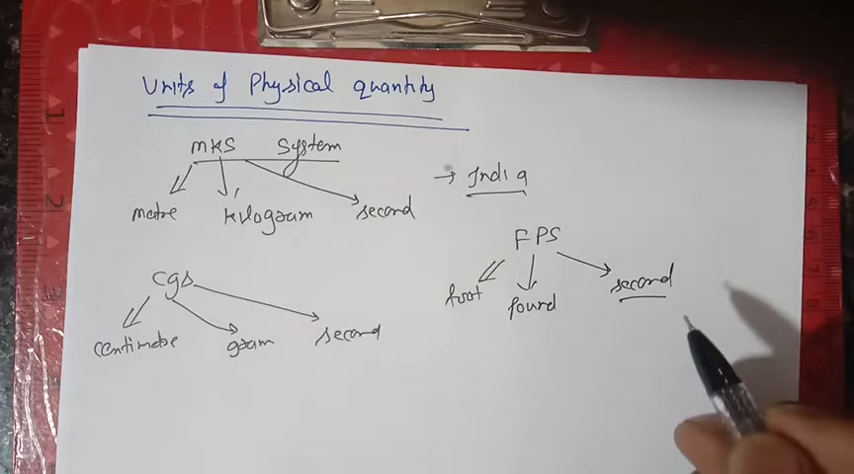 Units of Physical quantity
MKS System
→ India
metre kilogram second
FPS
foot pound second
cgs
centimetre gram second